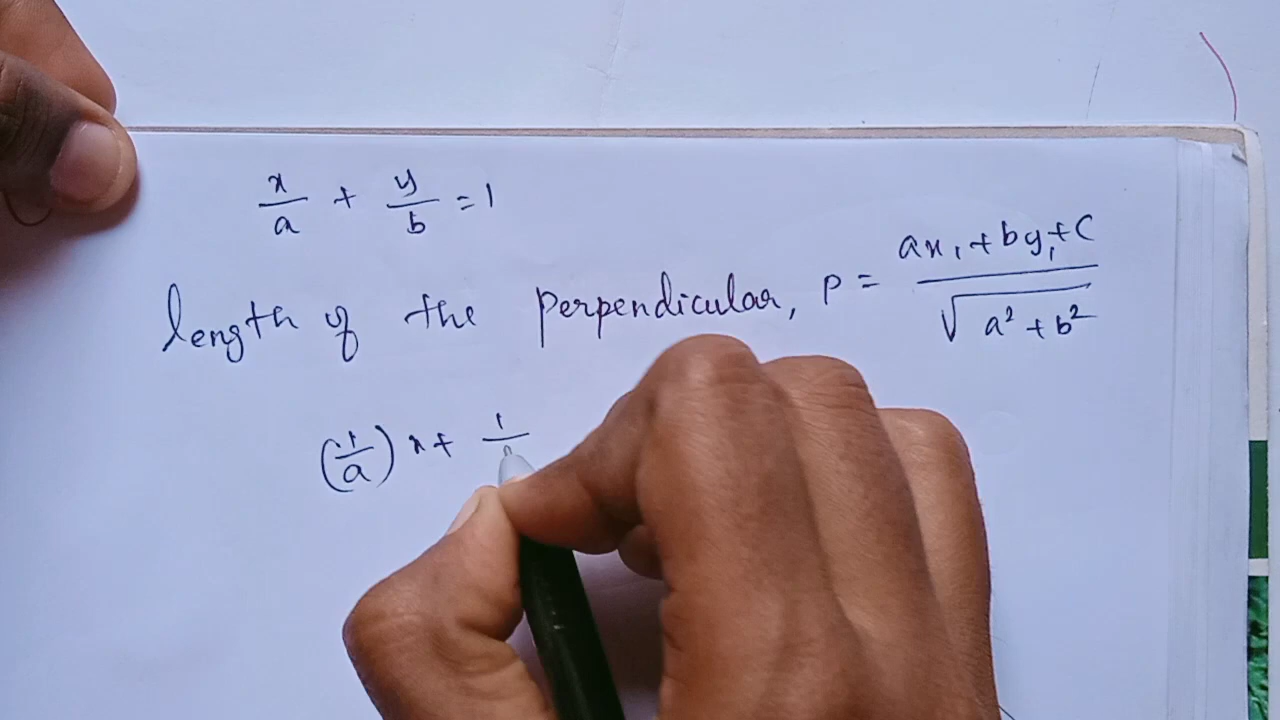 x/a + y/b = 1
length of the perpendicular, P = (ax₁ + by₁ + C)/√(a² + b²)
(1/a) x + 1/